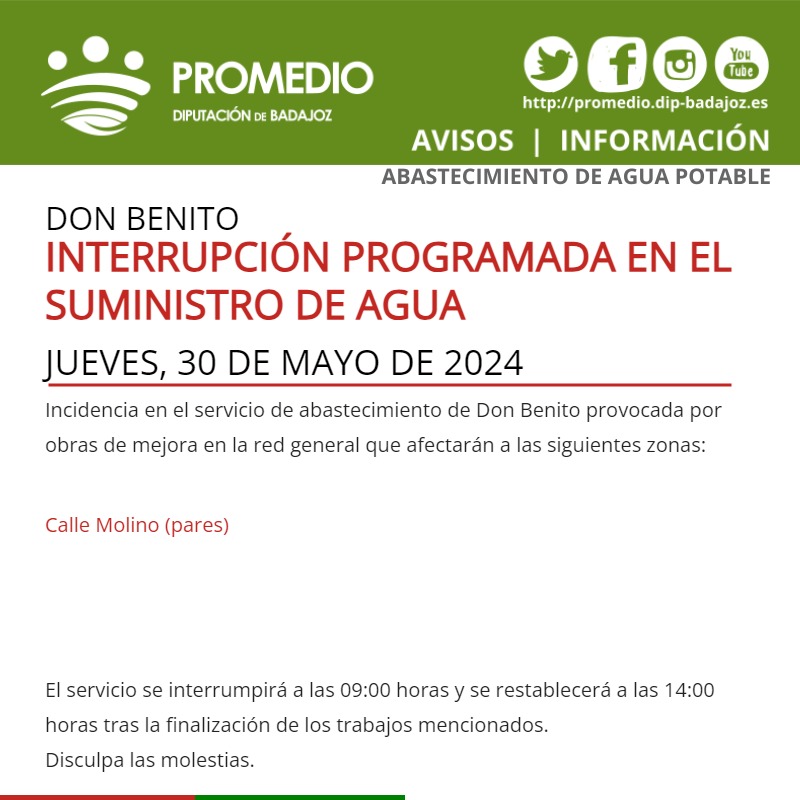 PROMEDIO
DIPUTACIÓN DE BADAJOZ
You
Tube
http://promedio.dip-badajoz.es
AVISOS | INFORMACIÓN
ABASTECIMIENTO DE AGUA POTABLE
DON BENITO
INTERRUPCIÓN PROGRAMADA EN EL
SUMINISTRO DE AGUA
JUEVES, 30 DE MAYO DE 2024
Incidencia en el servicio de abastecimiento de Don Benito provocada por
obras de mejora en la red general que afectarán a las siguientes zonas:
Calle Molino (pares)
El servicio se interrumpirá a las 09:00 horas y se restablecerá a las 14:00
horas tras la finalización de los trabajos mencionados.
Disculpa las molestias.